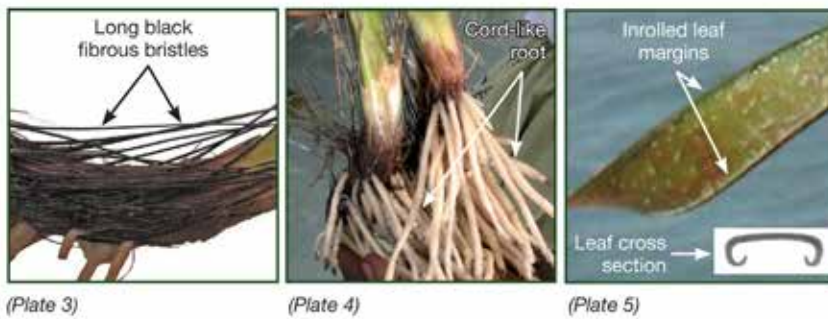 Long black
fibrous bristles
Cord-like
root
Inrolled leaf
margins
Leaf cross
section
(Plate 3)
(Plate 4)
(Plate 5)